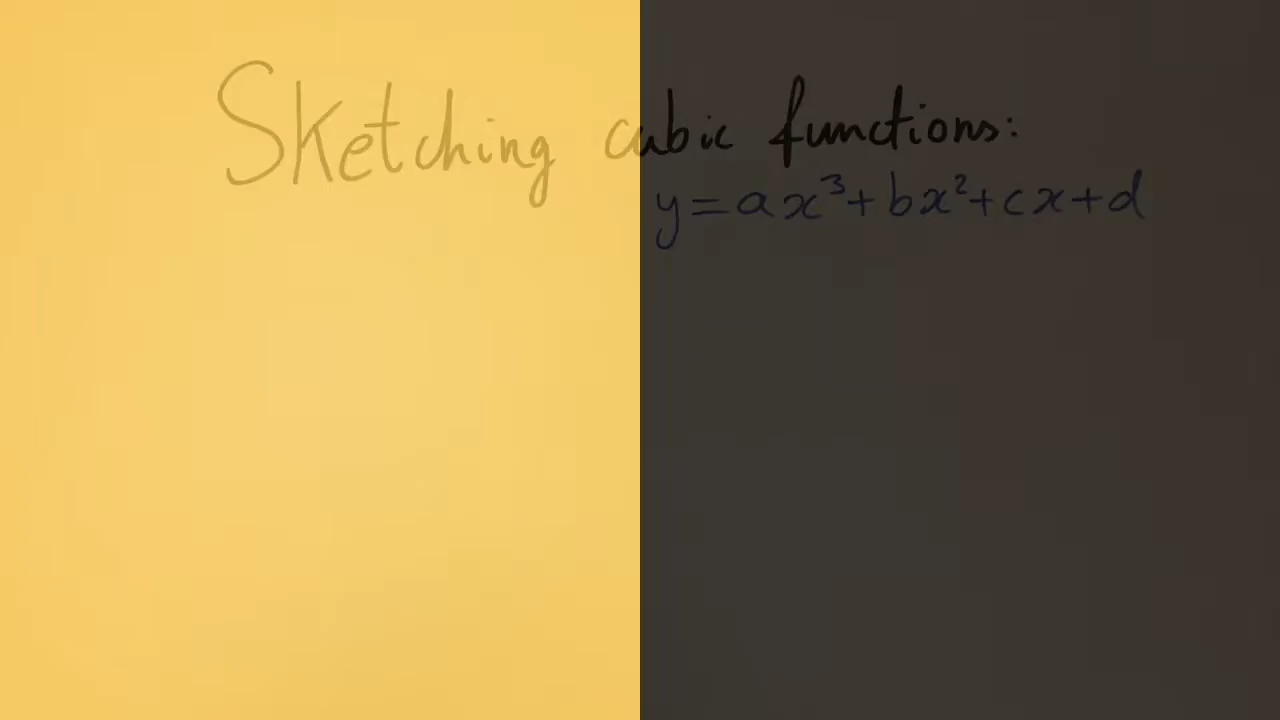 Sketching cubic functions:
y = ax³ + bx² + cx + d